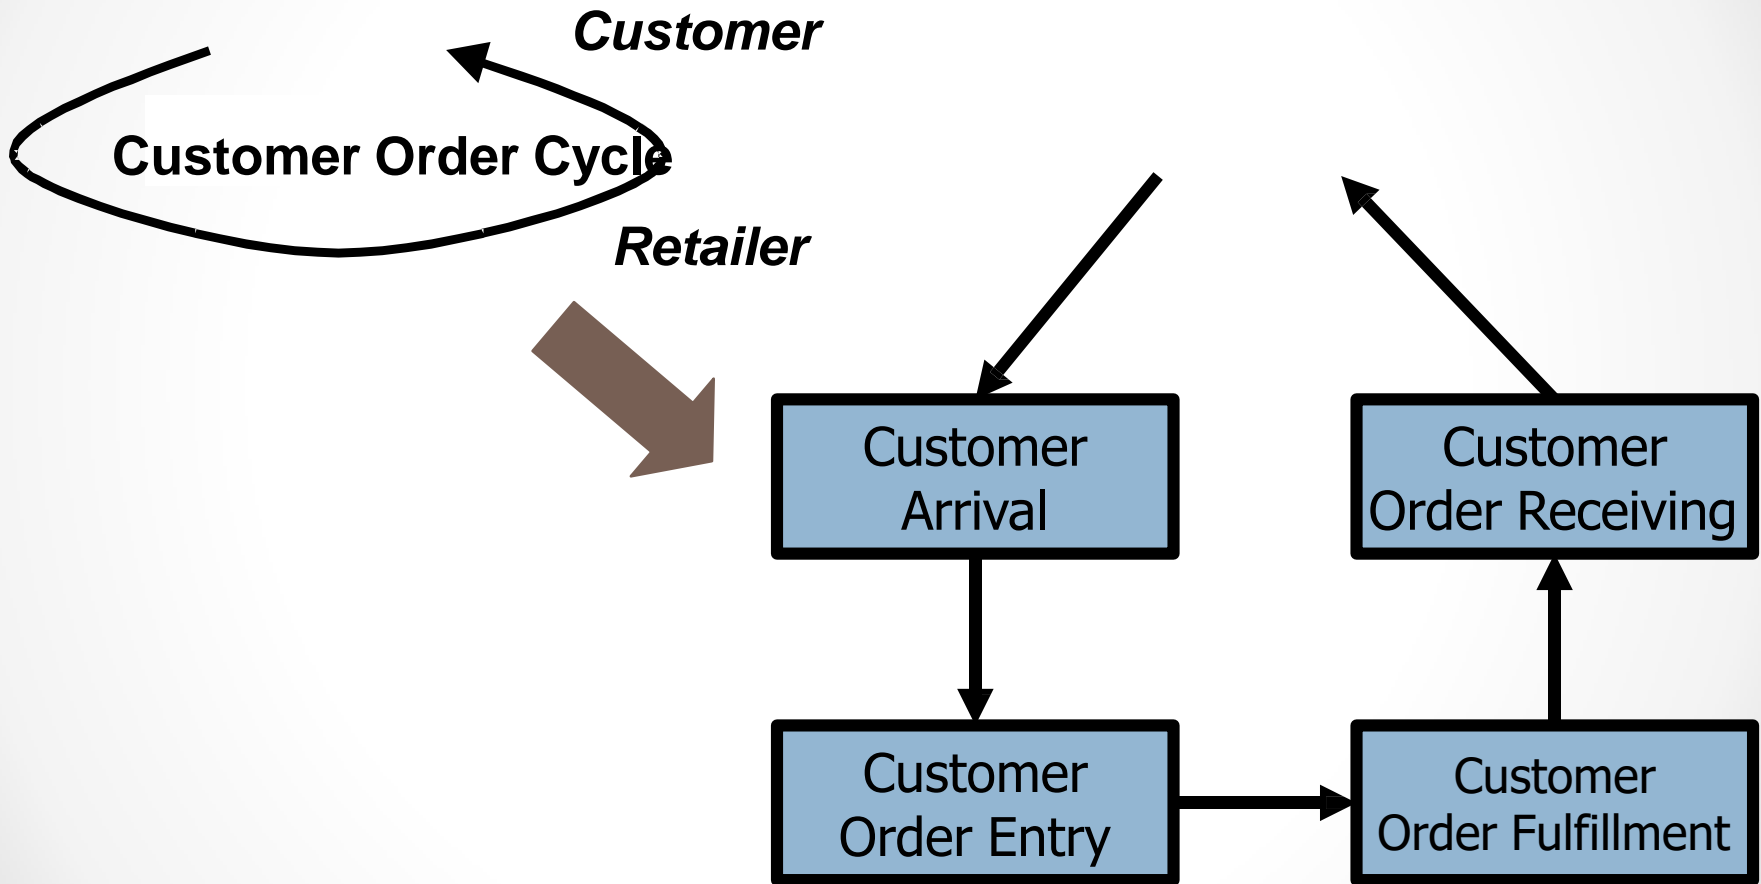 Customer
Customer Order Cycle
Retailer
Customer
Arrival
Customer
Order Receiving
Customer
Order Entry
Customer
Order Fulfillment